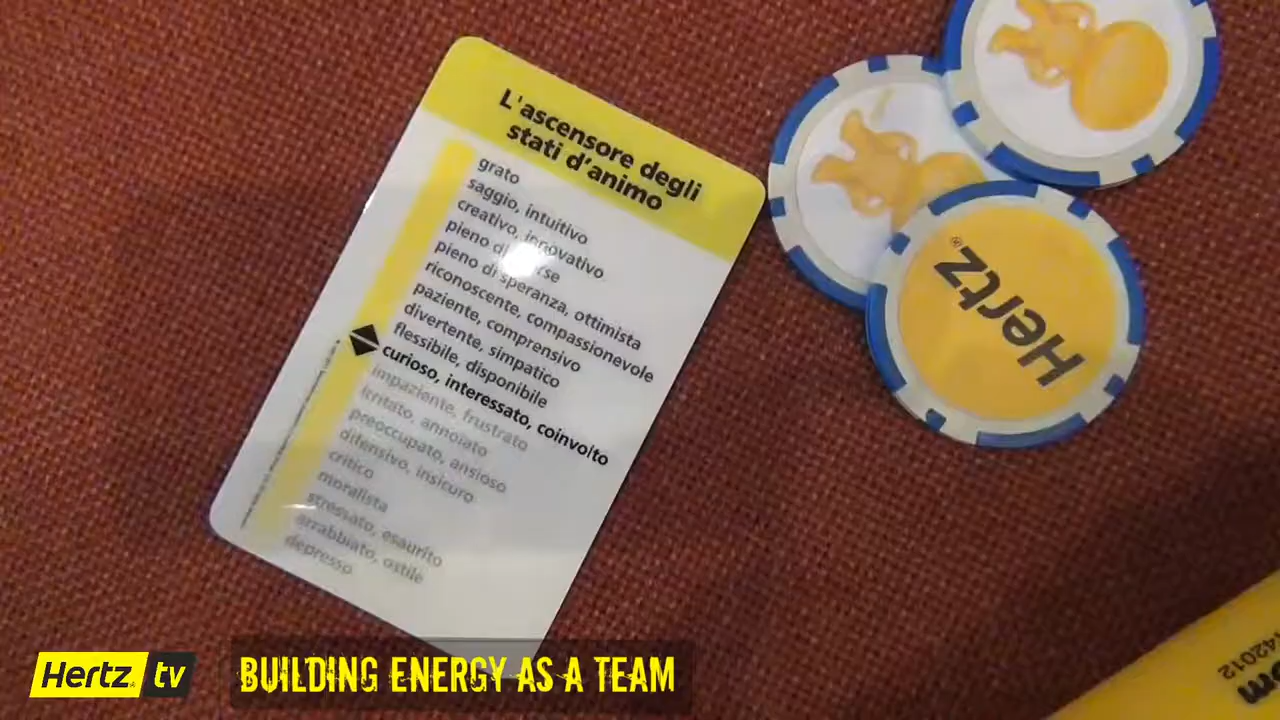 L'ascensore degli
stati d'animo
grato
saggio, intuitivo
creativo, innovativo
pieno di
pieno di speranza, ottimista
riconoscente, compassionevole
paziente, comprensivo
divertente, simpatico
flessibile, disponibile
curioso, interessato, coinvolto
impaziente, frustrato
irritato, annoiato
preoccupato, ansioso
difensivo, insicuro
critico
moralista
stressato, esaurito
arrabbiato, ostile
depresso
Hertz®
42012
Hertz tv
BUILDING ENERGY AS A TEAM